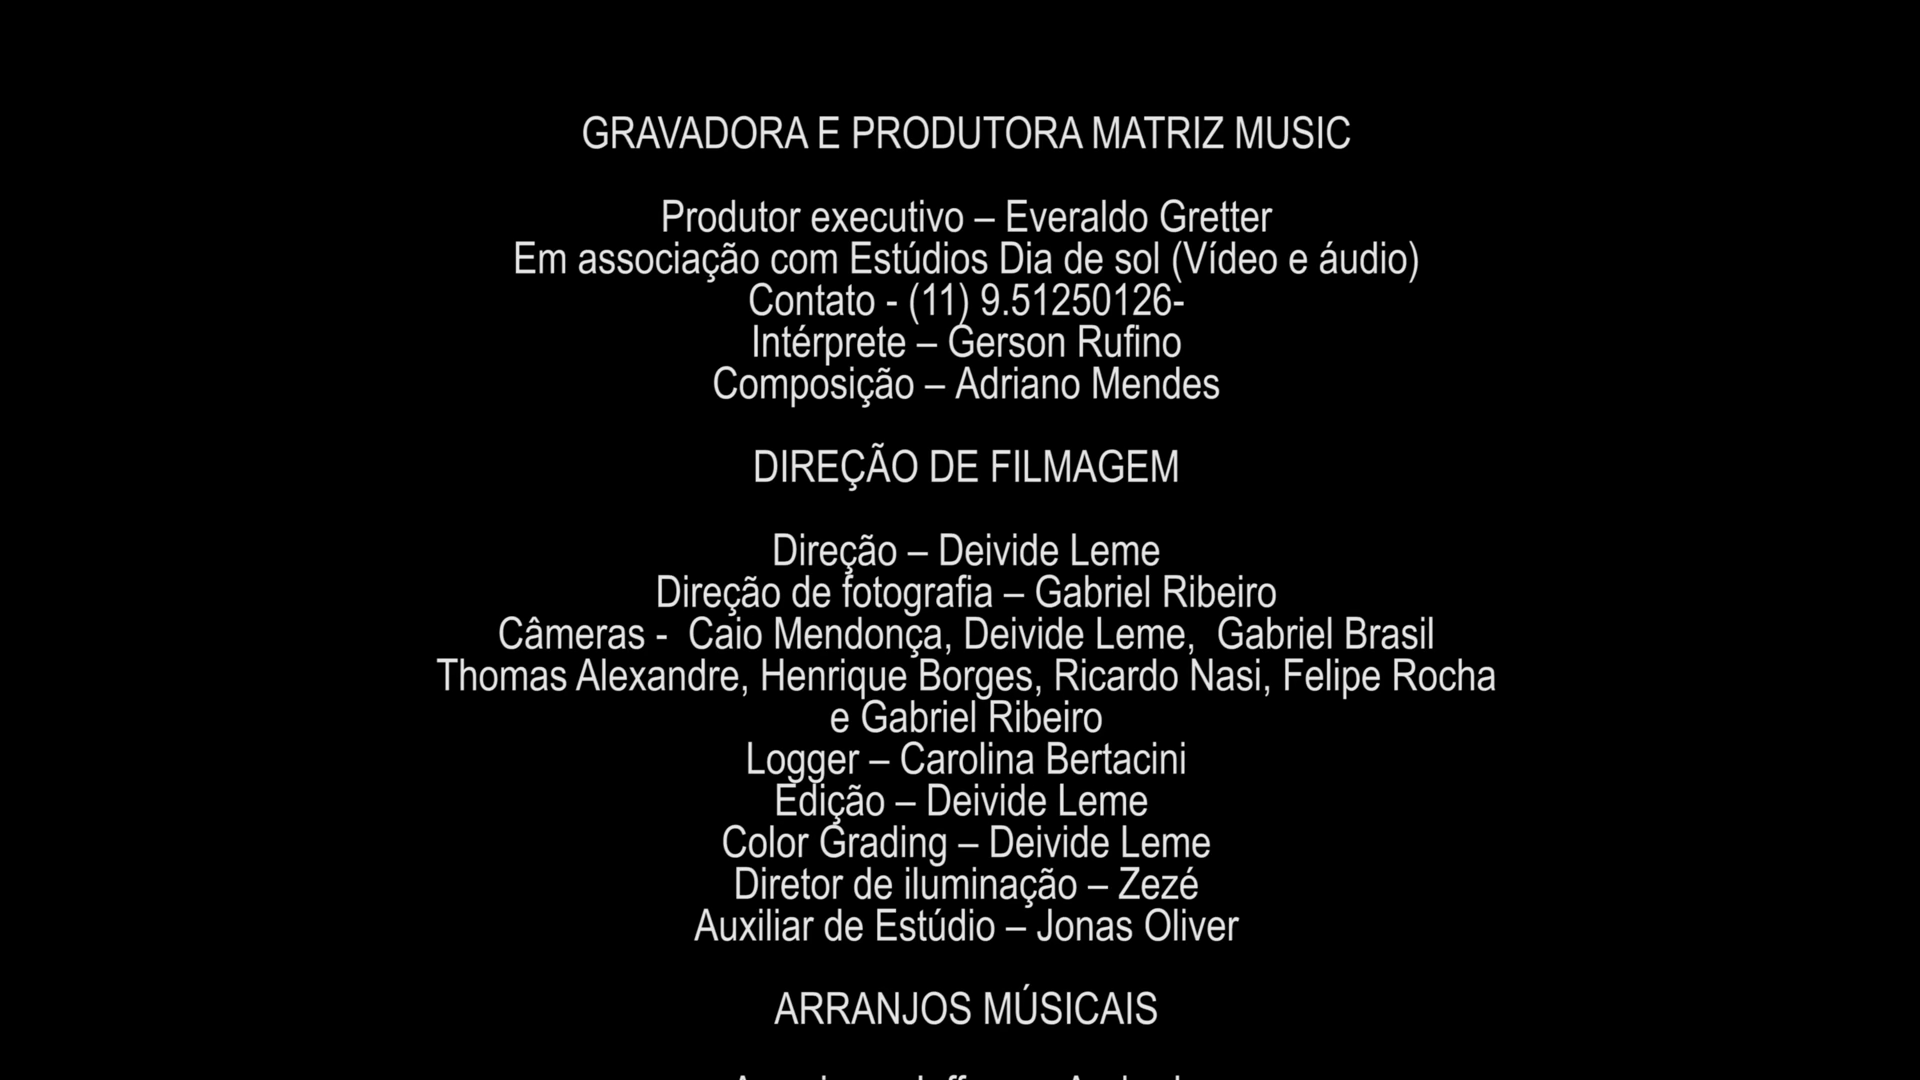 GRAVADORA E PRODUTORA MATRIZ MUSIC
Produtor executivo – Everaldo Gretter
Em associação com Estúdios Dia de sol (Vídeo e áudio)
Contato - (11) 9.51250126-
Intérprete – Gerson Rufino
Composição – Adriano Mendes
DIREÇÃO DE FILMAGEM
Direção – Deivide Leme
Direção de fotografia – Gabriel Ribeiro
Câmeras -  Caio Mendonça, Deivide Leme,  Gabriel Brasil
Thomas Alexandre, Henrique Borges, Ricardo Nasi, Felipe Rocha
e Gabriel Ribeiro
Logger – Carolina Bertacini
Edição – Deivide Leme
Color Grading – Deivide Leme
Diretor de iluminação – Zezé
Auxiliar de Estúdio – Jonas Oliver
ARRANJOS MÚSICAIS